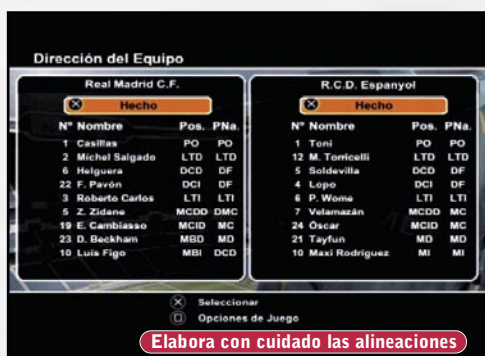 Dirección del Equipo
Real Madrid C.F.
Hecho
Nº Nombre Pos. PNa.
1 Casillas PO PO
2 Míchel Salgado LTD LTD
6 Helguera DCD DF
22 F. Pavón DCI DF
3 Roberto Carlos LTI LTI
5 Z. Zidane MCDD DMC
19 E. Cambiasso MCID MC
23 D. Beckham MBD MD
10 Luis Figo MBI DCD
R.C.D. Espanyol
Hecho
Nº Nombre Pos. PNa.
1 Toni PO PO
12 M. Torricelli LTD LTD
5 Soldevilla DCD DF
4 Lopo DCI DF
6 P. Wome LTI LTI
7 Velamazán MCDD MC
24 Óscar MCID MC
21 Tayfun MD MD
10 Maxi Rodríguez MI MI
Seleccionar
Opciones de Juego
Elabora con cuidado las alineaciones